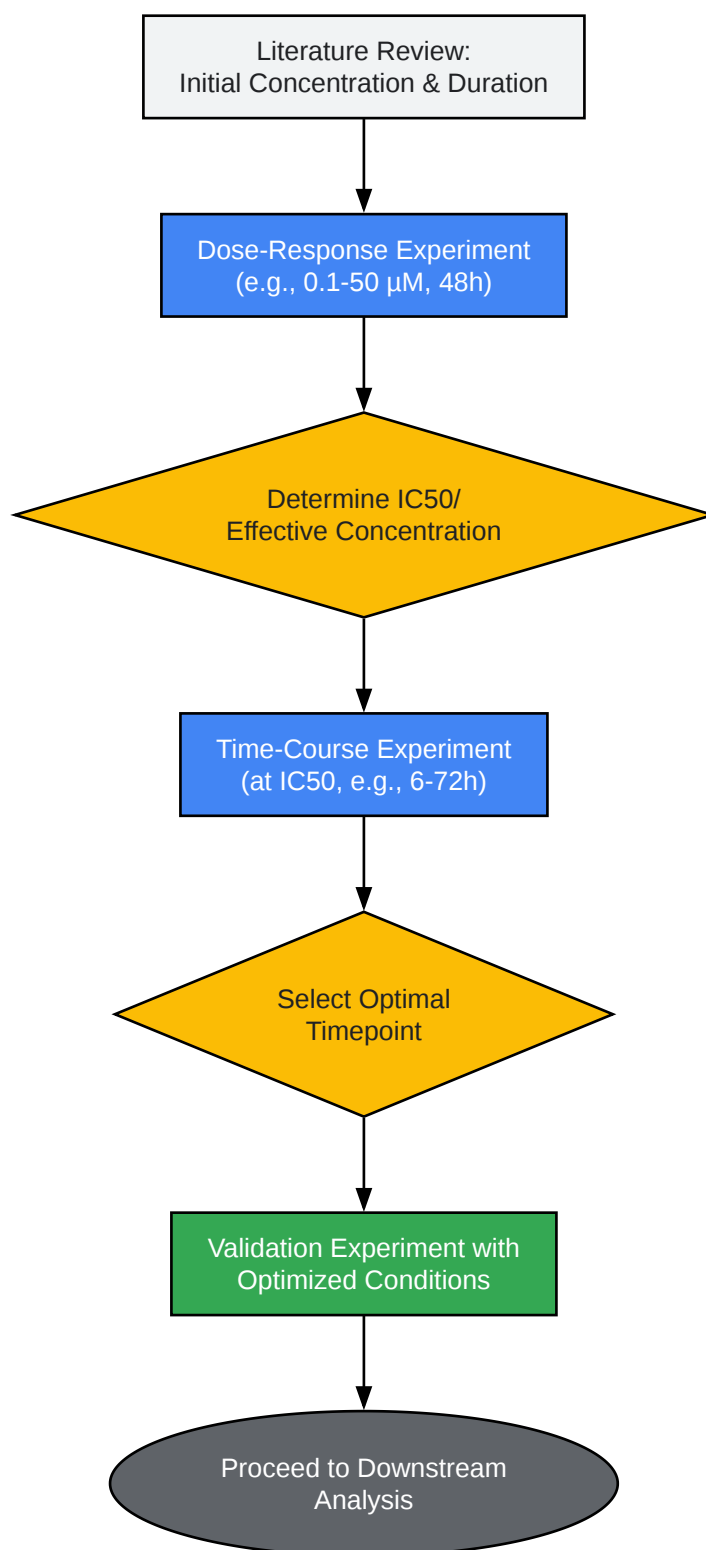 Literature Review:
Initial Concentration & Duration
Dose-Response Experiment
(e.g., 0.1-50 µM, 48h)
Determine IC50/
Effective Concentration
Time-Course Experiment
(at IC50, e.g., 6-72h)
Select Optimal
Timepoint
Validation Experiment with
Optimized Conditions
Proceed to Downstream
Analysis